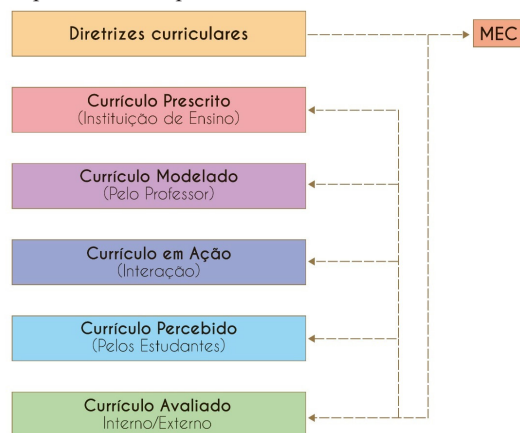 Diretrizes curriculares
MEC
Currículo Prescrito
(Instituição de Ensino)
Currículo Modelado
(Pelo Professor)
Currículo em Ação
(Interação)
Currículo Percebido
(Pelos Estudantes)
Currículo Avaliado
Interno/Externo